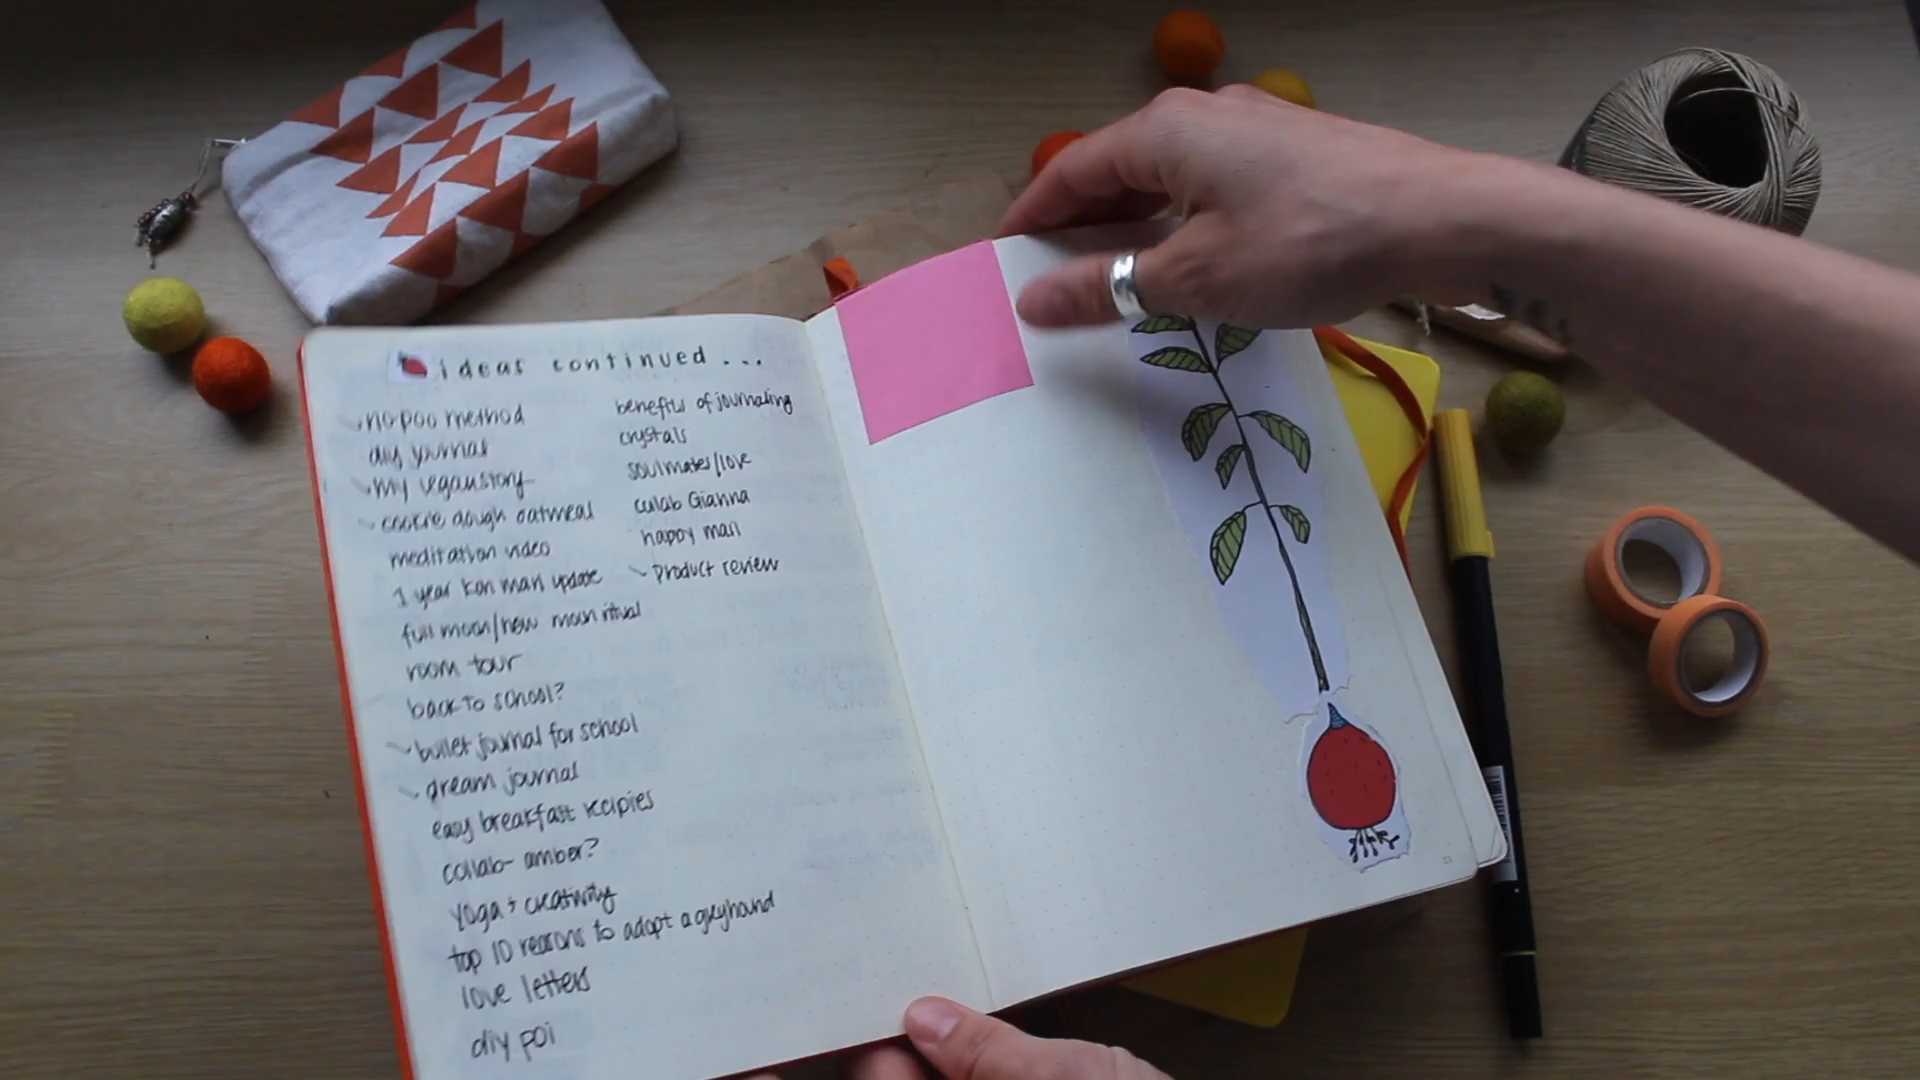 ideas continued...
no poo method
diy journal
my vegan story
cookie dough oatmeal
meditation video
1 year kon mari update
full moon/new moon ritual
room tour
back to school?
bullet journal for school
dream journal
easy breakfast recipies
collab- amber?
yoga + creativity
top 10 reasons to adopt a greyhound
love letters
diy poi
benefits of journaling
crystals
soulmates/love
culab Gianna
happy mail
product review